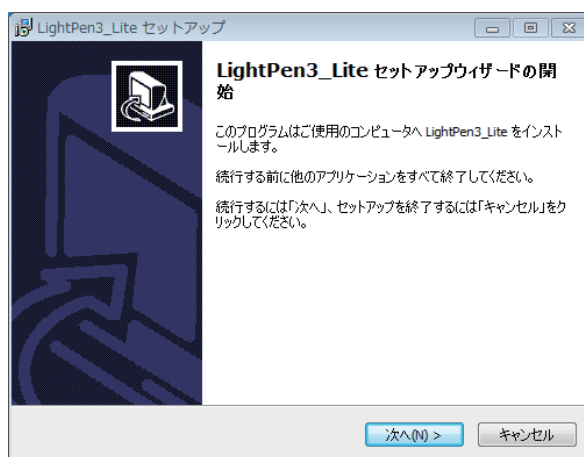 LightPen3_Lite セットアップ
LightPen3_Lite セットアップウィザードの開
始
このプログラムはご使用のコンピュータへ LightPen3_Lite をインスト
ールします。
続行する前に他のアプリケーションをすべて終了してください。
続行するには「次へ」、セットアップを終了するには「キャンセル」をク
リックしてください。
次へ(N) >
キャンセル